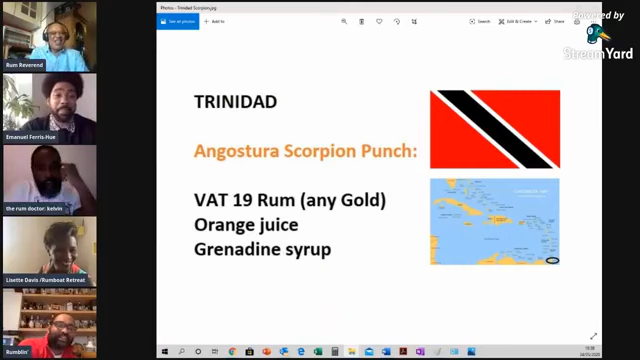 Photos - Trinidad Scorpion.jpg
See all photos
Add to
Search
Edit & Create
Share
Powered by
StreamYard
Rum Reverend
Emanuel Ferris-Hue
the rum doctor: kelvin
Lisette Davis /Rumboat Retreat
Rumblin'
TRINIDAD
Angostura Scorpion Punch:
VAT 19 Rum (any Gold)
Orange juice
Grenadine syrup